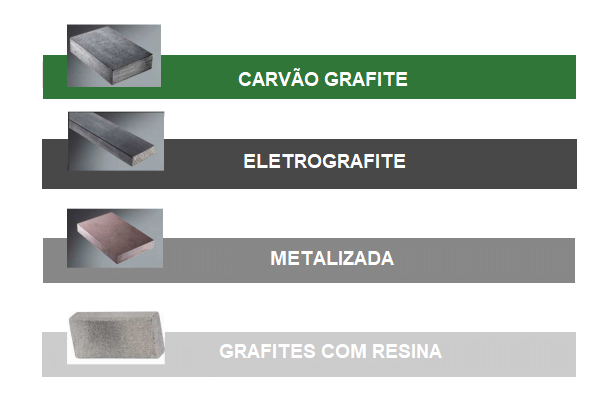 CARVÃO GRAFITE
ELETROGRAFITE
METALIZADA
GRAFITES COM RESINA